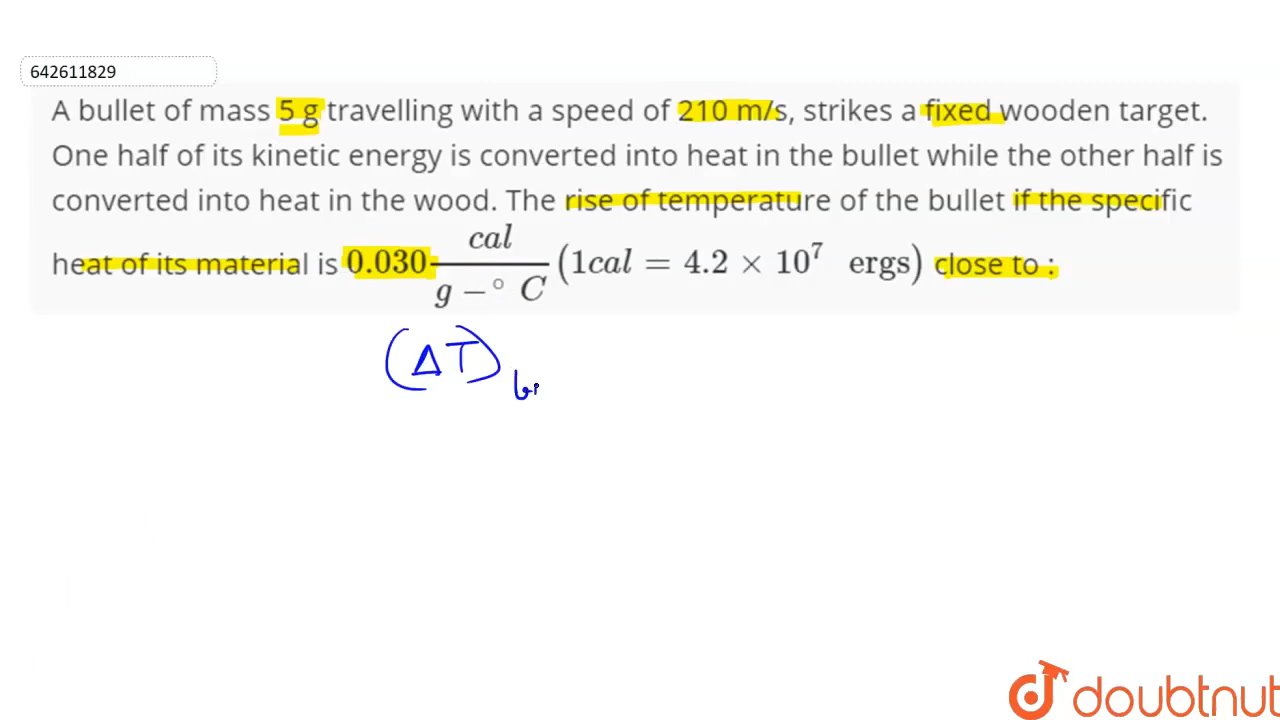 642611829
A bullet of mass 5 g travelling with a speed of 210 m/s, strikes a fixed wooden target.
One half of its kinetic energy is converted into heat in the bullet while the other half is
converted into heat in the wood. The rise of temperature of the bullet if the specific
heat of its material is 0.030 cal/(g −° C) (1cal = 4.2 × 10⁷ ergs) close to :
(ΔT)
doubtnut